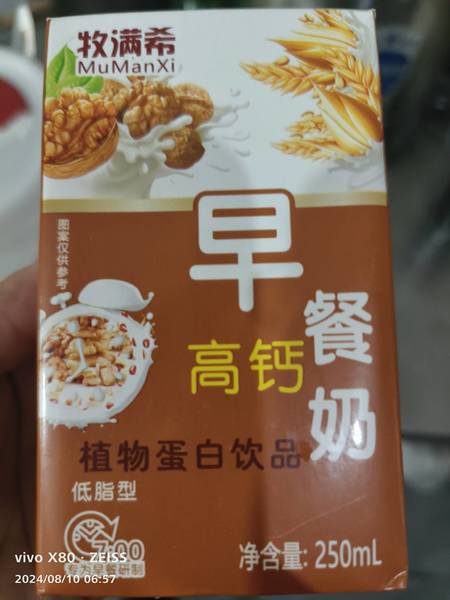 牧满希
MuManXi
图案仅供参考
早
餐
奶
高钙
植物蛋白饮品
低脂型
7:00
专为早餐研制
净含量: 250mL
vivo X80 · ZEISS
2024/08/10 06:57